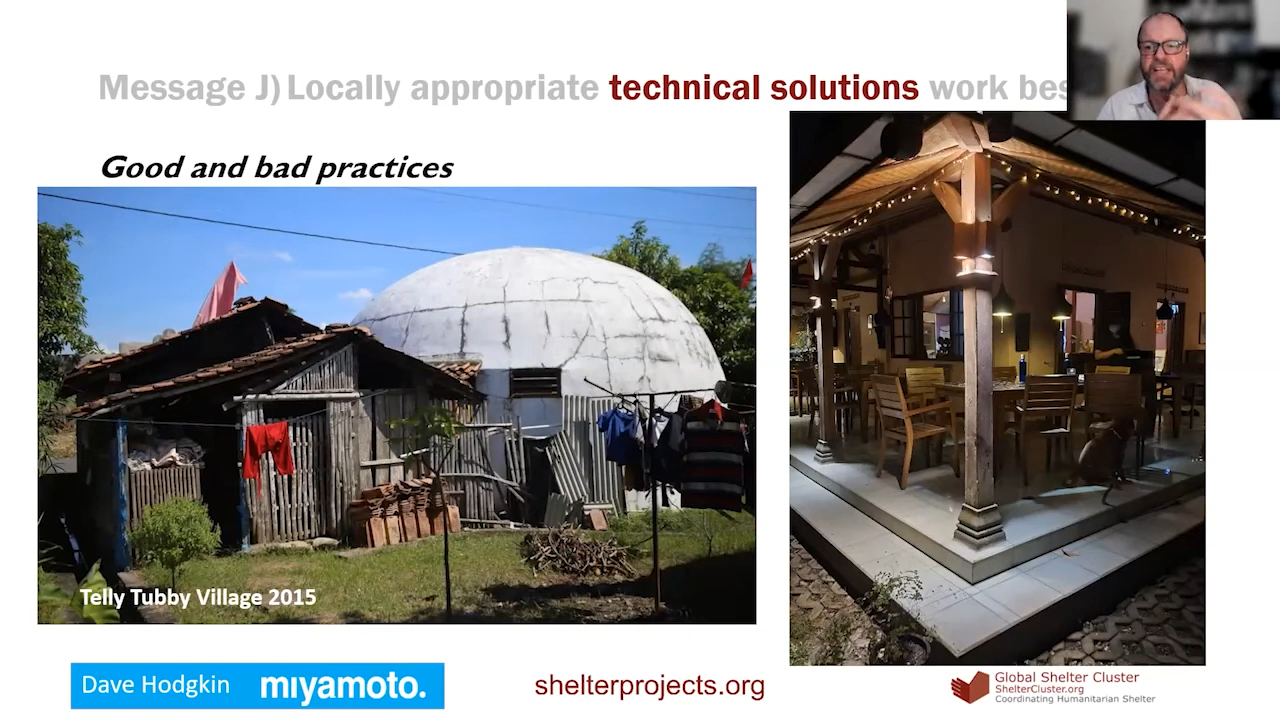 Message J) Locally appropriate technical solutions work bes
Good and bad practices
Telly Tubby Village 2015
Dave Hodgkin miyamoto.
shelterprojects.org
Global Shelter Cluster
ShelterCluster.org
Coordinating Humanitarian Shelter